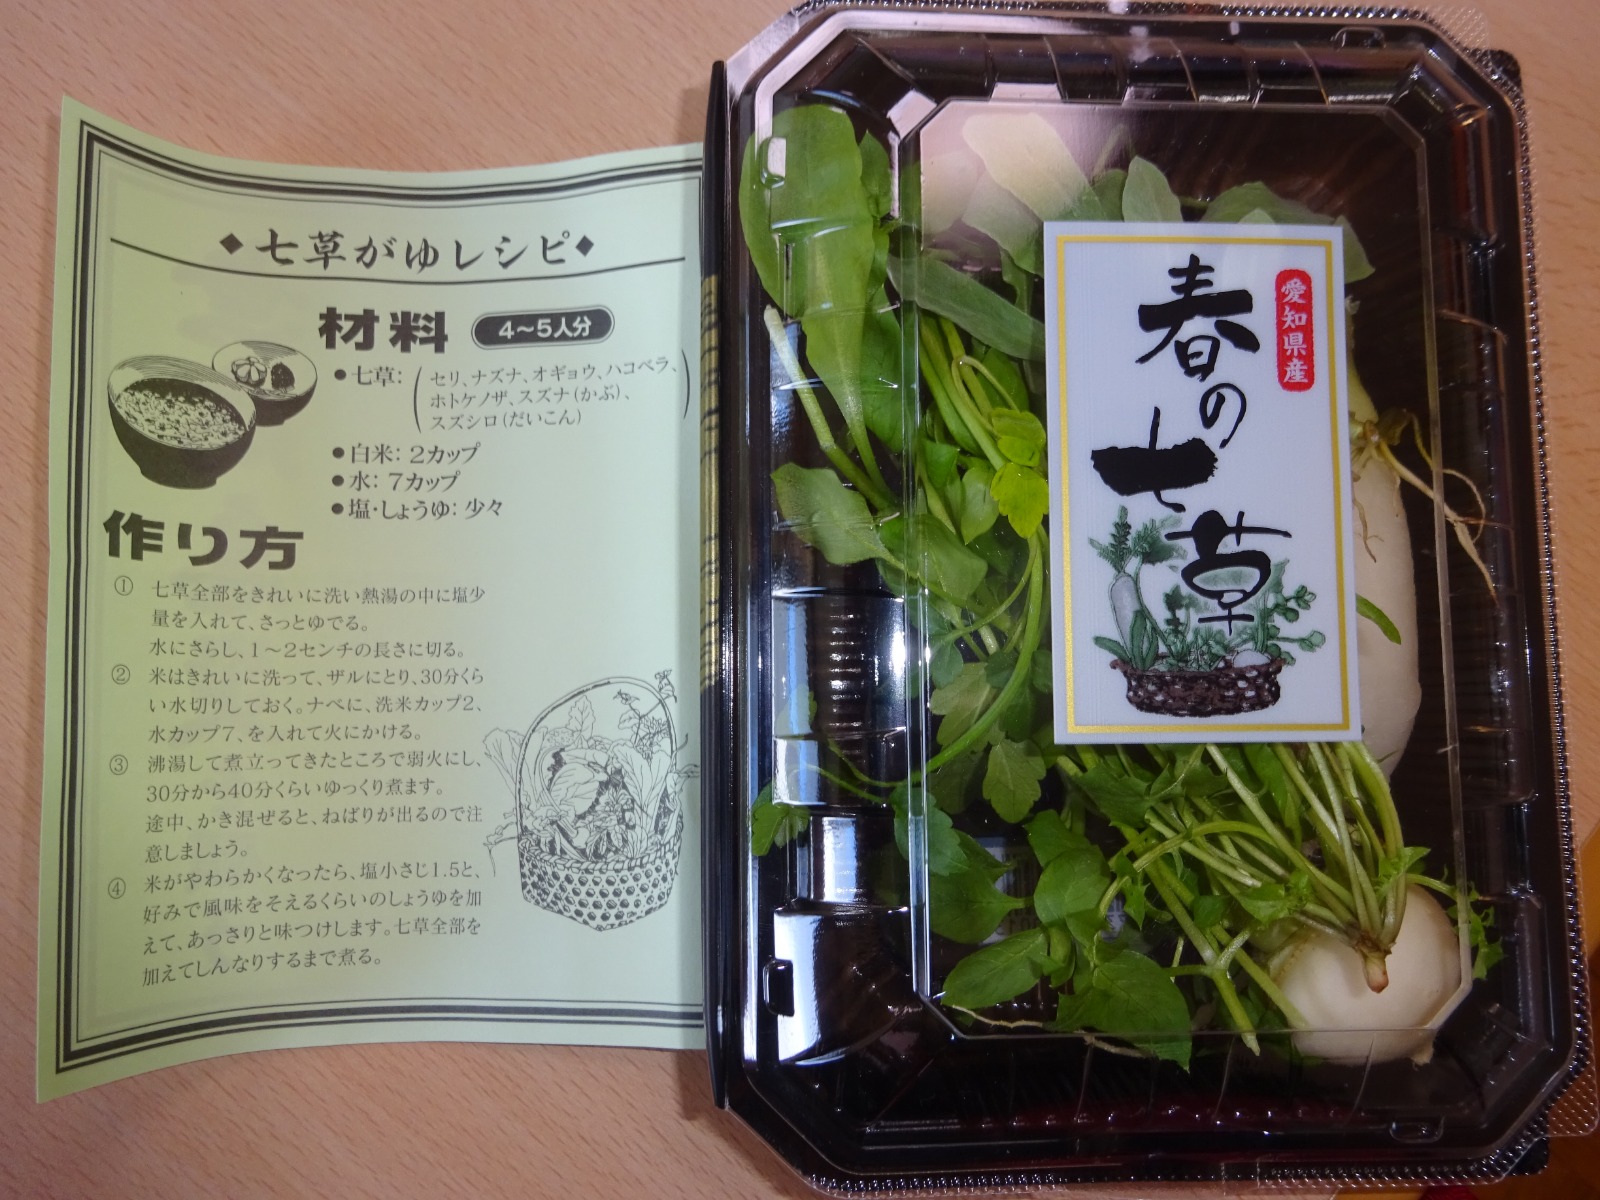 ◆七草がゆレシピ◆
材料 4〜5人分
●七草：（セリ、ナズナ、オギョウ、ハコベラ、
ホトケノザ、スズナ（かぶ）、
スズシロ（だいこん）
●白米：2カップ
●水：7カップ
●塩・しょうゆ：少々
作り方
① 七草全部をきれいに洗い熱湯の中に塩少
量を入れて、さっとゆでる。
水にさらし、1〜2センチの長さに切る。
② 米はきれいに洗って、ザルにとり、30分くら
い水切りしておく。ナベに、洗米カップ2、
水カップ7、を入れて火にかける。
③ 沸湯して煮立ってきたところで弱火にし、
30分から40分くらいゆっくり煮ます。
途中、かき混ぜると、ねばりが出るので注
意しましょう。
④ 米がやわらかくなったら、塩小さじ1.5と、
好みで風味をそえるくらいのしょうゆを加
えて、あっさりと味つけします。七草全部を
加えてしんなりするまで煮る。
愛知県産
春の七草